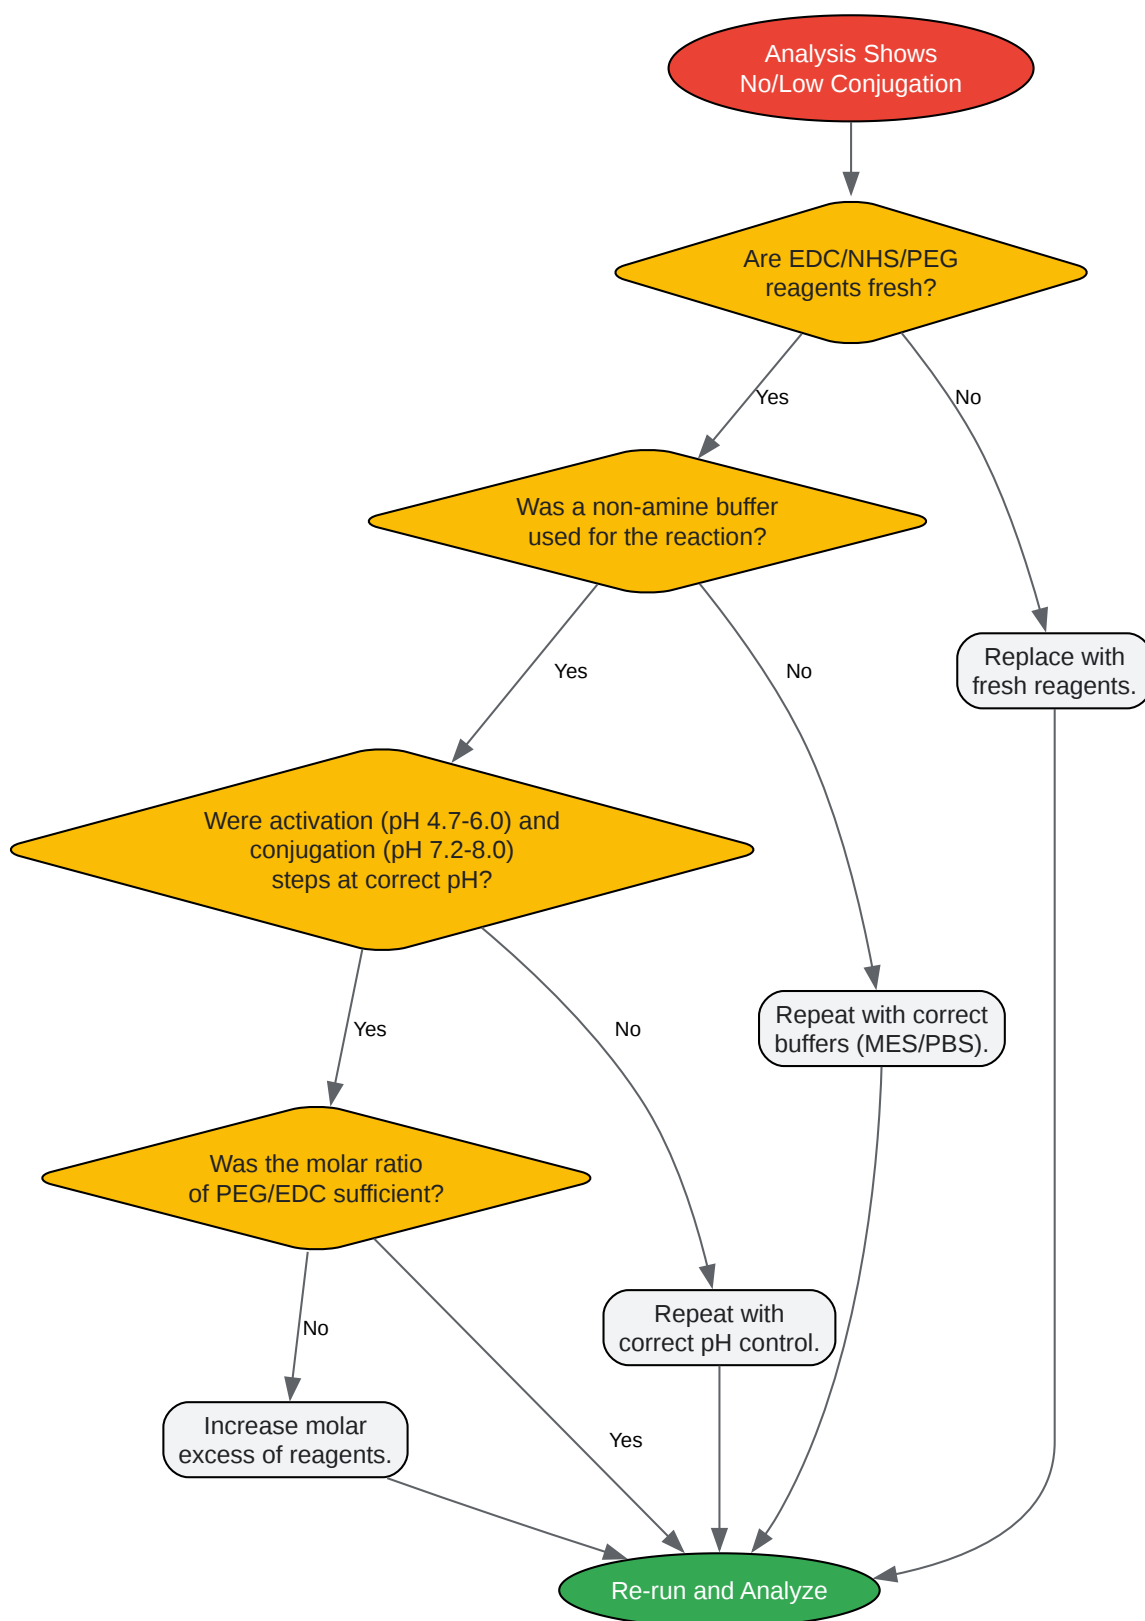 Analysis Shows
No/Low Conjugation
Are EDC/NHS/PEG
reagents fresh?
Yes
No
Was a non-amine buffer
used for the reaction?
Yes
No
Replace with
fresh reagents.
Were activation (pH 4.7-6.0) and
conjugation (pH 7.2-8.0)
steps at correct pH?
Yes
No
Repeat with correct
buffers (MES/PBS).
Was the molar ratio
of PEG/EDC sufficient?
No
Yes
Repeat with
correct pH control.
Increase molar
excess of reagents.
Re-run and Analyze